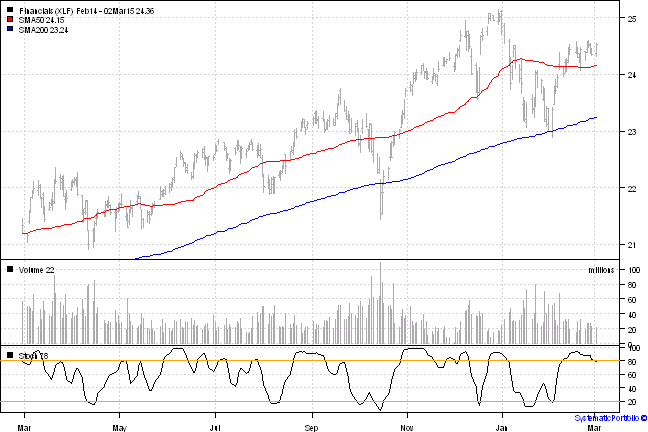 Financials (XLF) Feb14 - 02Mar15 24.36
SMA50 24.15
SMA200 23.24
25
24
23
22
21
Volume 22
millions
100
80
60
40
20
0
Stoch 78
100
80
60
40
20
Mar
May
Jul
Sep
Nov
Jan
Mar
SystematicPortfolio ©